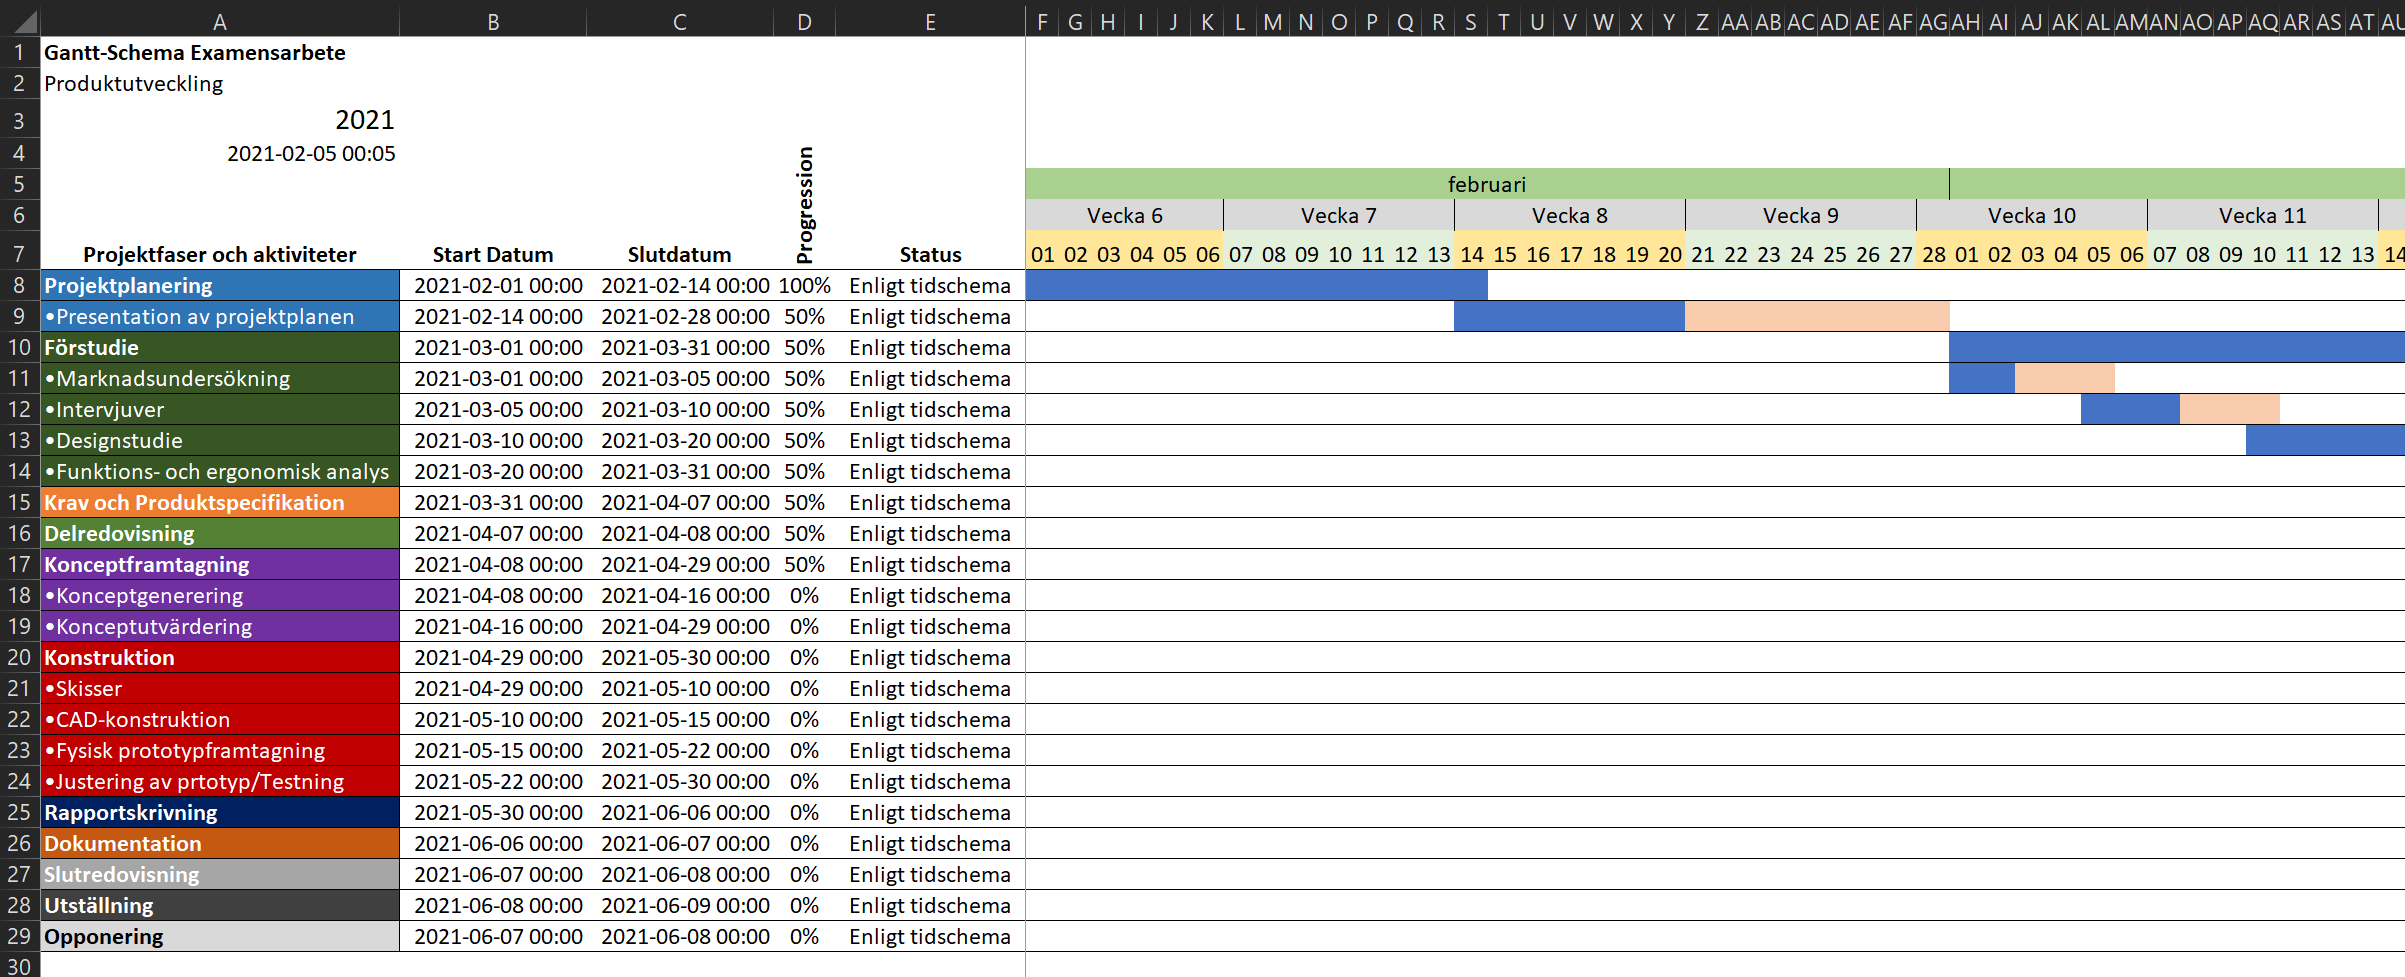 A B C D E F G H I J K L M N O P Q R S T U V W X Y Z AA AB AC AD AE AF AG AH AI AJ AK AL AM AN AO AP AQ AR AS AT
1 Gantt-Schema Examensarbete
2 Produktutveckling
3 2021
4 2021-02-05 00:05
5 februari
6 Vecka 6 Vecka 7 Vecka 8 Vecka 9 Vecka 10 Vecka 11
7 Projektfaser och aktiviteter Start Datum Slutdatum Progression Status 01 02 03 04 05 06 07 08 09 10 11 12 13 14 15 16 17 18 19 20 21 22 23 24 25 26 27 28 01 02 03 04 05 06 07 08 09 10 11 12 13 14
8 Projektplanering 2021-02-01 00:00 2021-02-14 00:00 100% Enligt tidschema
9 •Presentation av projektplanen 2021-02-14 00:00 2021-02-28 00:00 50% Enligt tidschema
10 Förstudie 2021-03-01 00:00 2021-03-31 00:00 50% Enligt tidschema
11 •Marknadsundersökning 2021-03-01 00:00 2021-03-05 00:00 50% Enligt tidschema
12 •Intervjuver 2021-03-05 00:00 2021-03-10 00:00 50% Enligt tidschema
13 •Designstudie 2021-03-10 00:00 2021-03-20 00:00 50% Enligt tidschema
14 •Funktions- och ergonomisk analys 2021-03-20 00:00 2021-03-31 00:00 50% Enligt tidschema
15 Krav och Produktspecifikation 2021-03-31 00:00 2021-04-07 00:00 50% Enligt tidschema
16 Delredovisning 2021-04-07 00:00 2021-04-08 00:00 50% Enligt tidschema
17 Konceptframtagning 2021-04-08 00:00 2021-04-29 00:00 50% Enligt tidschema
18 •Konceptgenerering 2021-04-08 00:00 2021-04-16 00:00 0% Enligt tidschema
19 •Konceptutvärdering 2021-04-16 00:00 2021-04-29 00:00 0% Enligt tidschema
20 Konstruktion 2021-04-29 00:00 2021-05-30 00:00 0% Enligt tidschema
21 •Skisser 2021-04-29 00:00 2021-05-10 00:00 0% Enligt tidschema
22 •CAD-konstruktion 2021-05-10 00:00 2021-05-15 00:00 0% Enligt tidschema
23 •Fysisk prototypframtagning 2021-05-15 00:00 2021-05-22 00:00 0% Enligt tidschema
24 •Justering av prtotyp/Testning 2021-05-22 00:00 2021-05-30 00:00 0% Enligt tidschema
25 Rapportskrivning 2021-05-30 00:00 2021-06-06 00:00 0% Enligt tidschema
26 Dokumentation 2021-06-06 00:00 2021-06-07 00:00 0% Enligt tidschema
27 Slutredovisning 2021-06-07 00:00 2021-06-08 00:00 0% Enligt tidschema
28 Utställning 2021-06-08 00:00 2021-06-09 00:00 0% Enligt tidschema
29 Opponering 2021-06-07 00:00 2021-06-08 00:00 0% Enligt tidschema
30